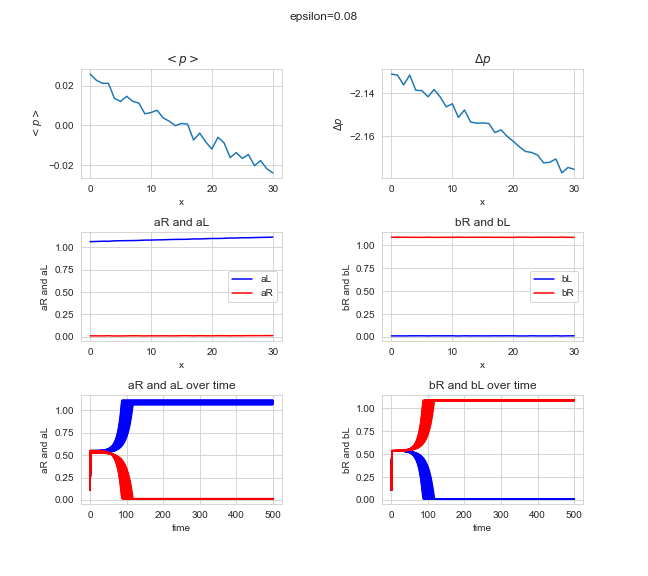 epsilon=0.08
< p >
Δp
0.02
0.00
−0.02
< p >
0
10
20
30
x
−2.14
−2.16
Δp
0
10
20
30
x
aR and aL
bR and bL
1.00
0.75
0.50
0.25
0.00
aR and aL
aL
aR
0
10
20
30
x
1.00
0.75
0.50
0.25
0.00
bR and bL
bL
bR
0
10
20
30
x
aR and aL over time
bR and bL over time
1.00
0.75
0.50
0.25
0.00
aR and aL
0
100
200
300
400
500
time
1.00
0.75
0.50
0.25
0.00
bR and bL
0
100
200
300
400
500
time